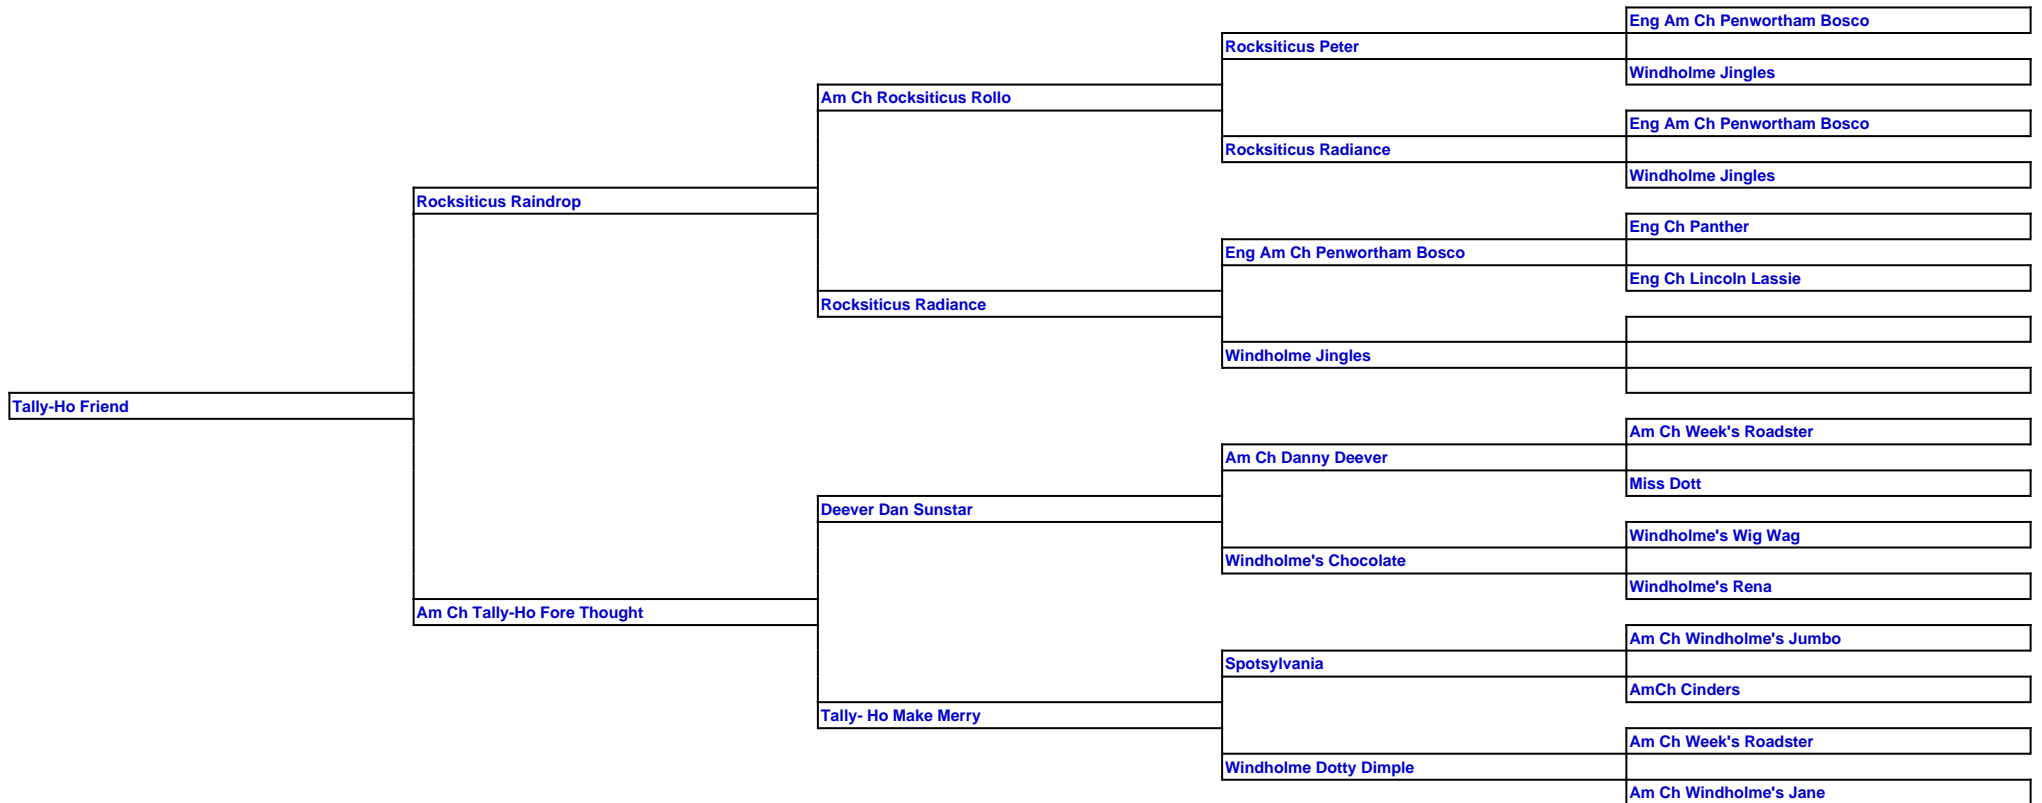 Eng Am Ch Penwortham Bosco
Rocksiticus Peter
Windholme Jingles
Am Ch Rocksiticus Rollo
Eng Am Ch Penwortham Bosco
Rocksiticus Radiance
Windholme Jingles
Rocksiticus Raindrop
Eng Ch Panther
Eng Am Ch Penwortham Bosco
Eng Ch Lincoln Lassie
Rocksiticus Radiance
Windholme Jingles
Tally-Ho Friend
Am Ch Week's Roadster
Am Ch Danny Deever
Miss Dott
Deever Dan Sunstar
Windholme's Wig Wag
Windholme's Chocolate
Windholme's Rena
Am Ch Tally-Ho Fore Thought
Am Ch Windholme's Jumbo
Spotsylvania
AmCh Cinders
Tally- Ho Make Merry
Am Ch Week's Roadster
Windholme Dotty Dimple
Am Ch Windholme's Jane